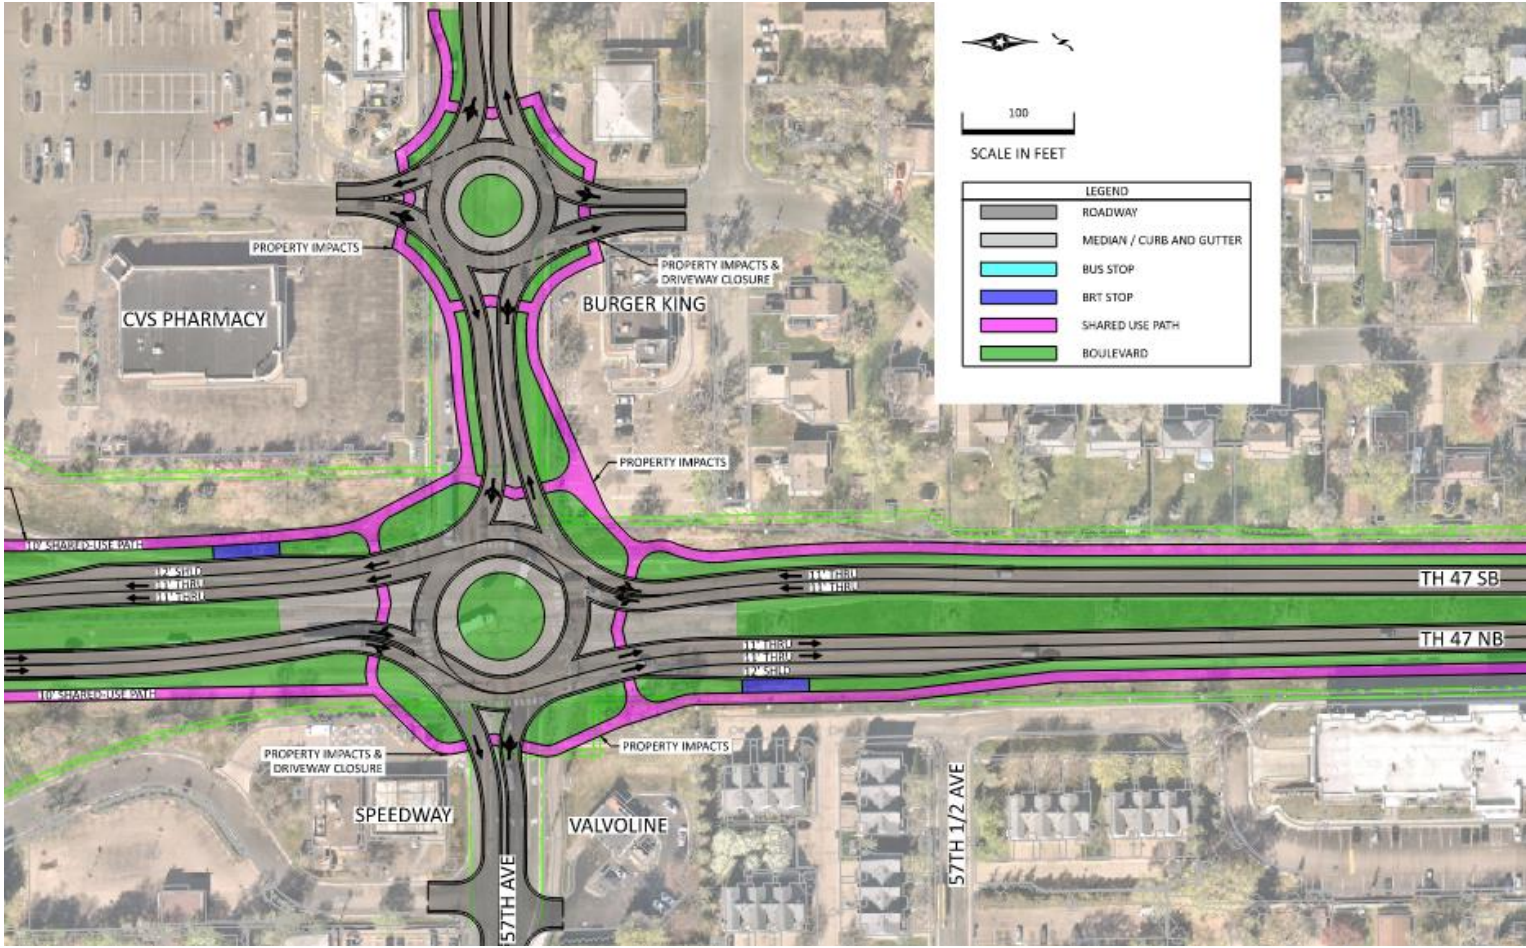 100
SCALE IN FEET
LEGEND
ROADWAY
MEDIAN / CURB AND GUTTER
BUS STOP
BRT STOP
SHARED USE PATH
BOULEVARD
PROPERTY IMPACTS
PROPERTY IMPACTS &
DRIVEWAY CLOSURE
CVS PHARMACY
BURGER KING
PROPERTY IMPACTS
10' SHARED-USE PATH
12' SHLD
11' THRU
11' THRU
11' THRU
11' THRU
TH 47 SB
TH 47 NB
11' THRU
11' THRU
12' SHLD
10' SHARED-USE PATH
PROPERTY IMPACTS &
DRIVEWAY CLOSURE
PROPERTY IMPACTS
SPEEDWAY
VALVOLINE
57TH AVE
57TH 1/2 AVE